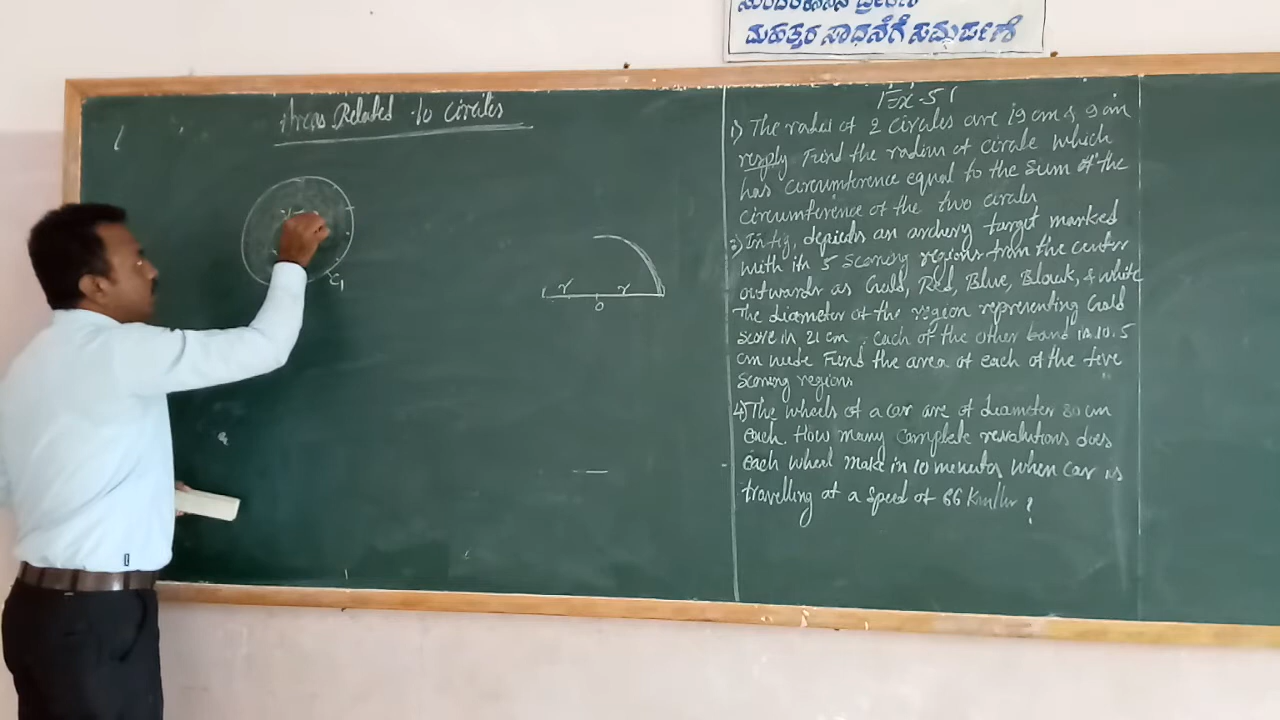 ಮಹತ್ತರ ಸಾಧನೆಗೆ ಸಮರ್ಪಣೆ
Areas Related to circles
C1
r r
o
Ex-5.1
1) The radii of 2 circles are 19 cm & 9 cm
resply Find the radius of circle which
has circumference equal to the Sum of the
circumference of the two circles
2) In fig, depicts an archery target marked
with its 5 scoring regions from the center
outwards as Gold, Red, Blue, Black, & white
The diameter of the region representing Gold
score is 21 cm. each of the other band is 10.5
cm wide Find the area of each of the five
Scoring regions
4) The wheels of a car are of diameter 80 cm
each. How many complete revolutions does
each wheel make in 10 minutes when car is
travelling at a speed of 66 Km/hr ?